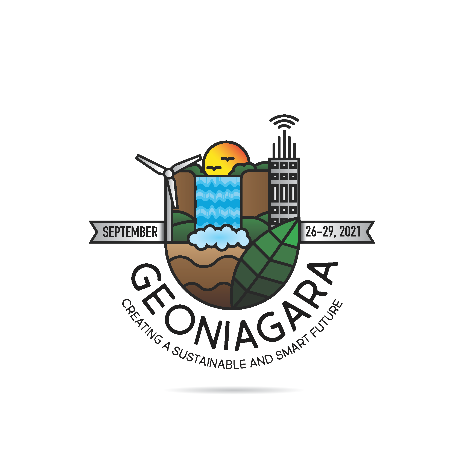 SEPTEMBER 26-29, 2021
GEONIAGARA
CREATING A SUSTAINABLE AND SMART FUTURE